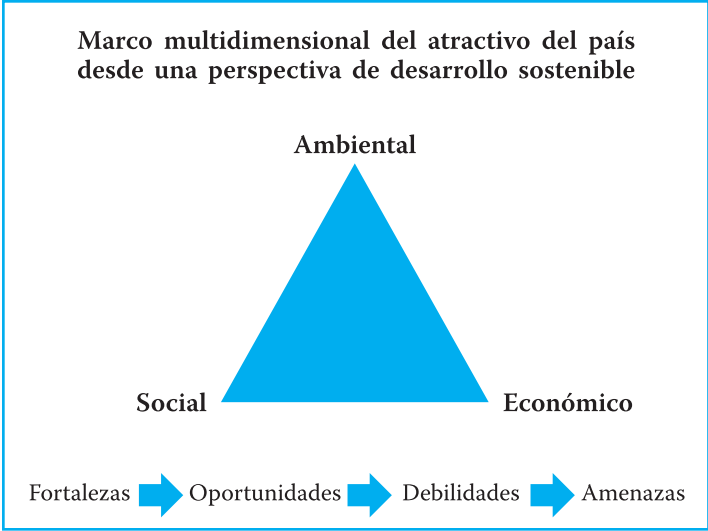 Marco multidimensional del atractivo del país
desde una perspectiva de desarrollo sostenible
Ambiental
Social
Económico
Fortalezas
Oportunidades
Debilidades
Amenazas